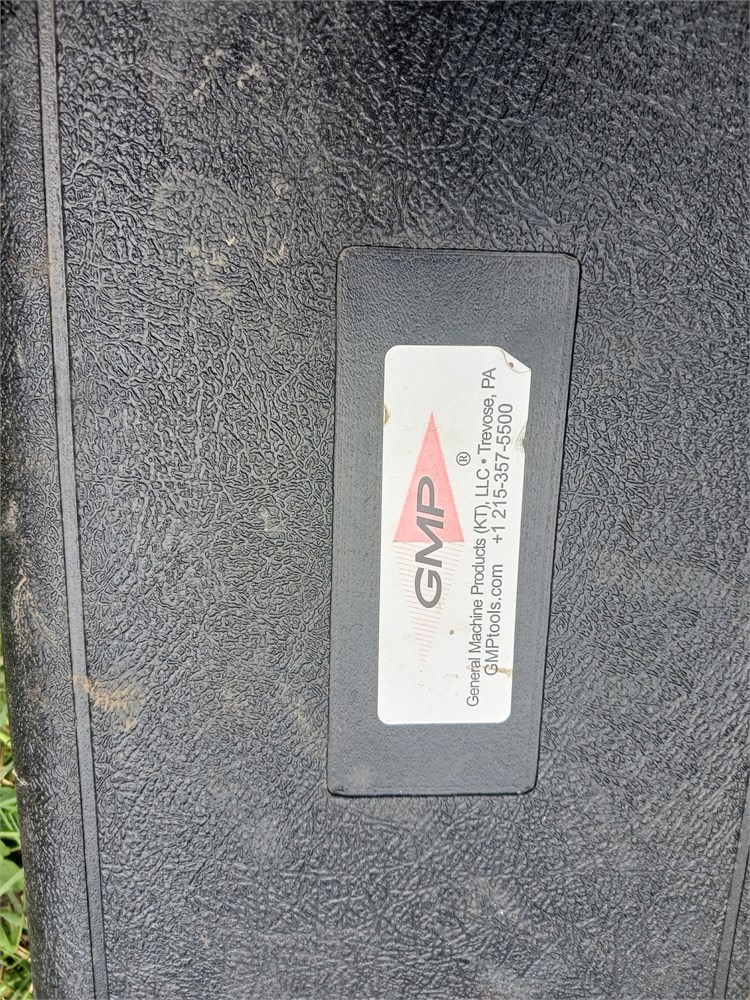 GMP ®
General Machine Products (KT), LLC • Trevose, PA
GMPtools.com +1 215-357-5500